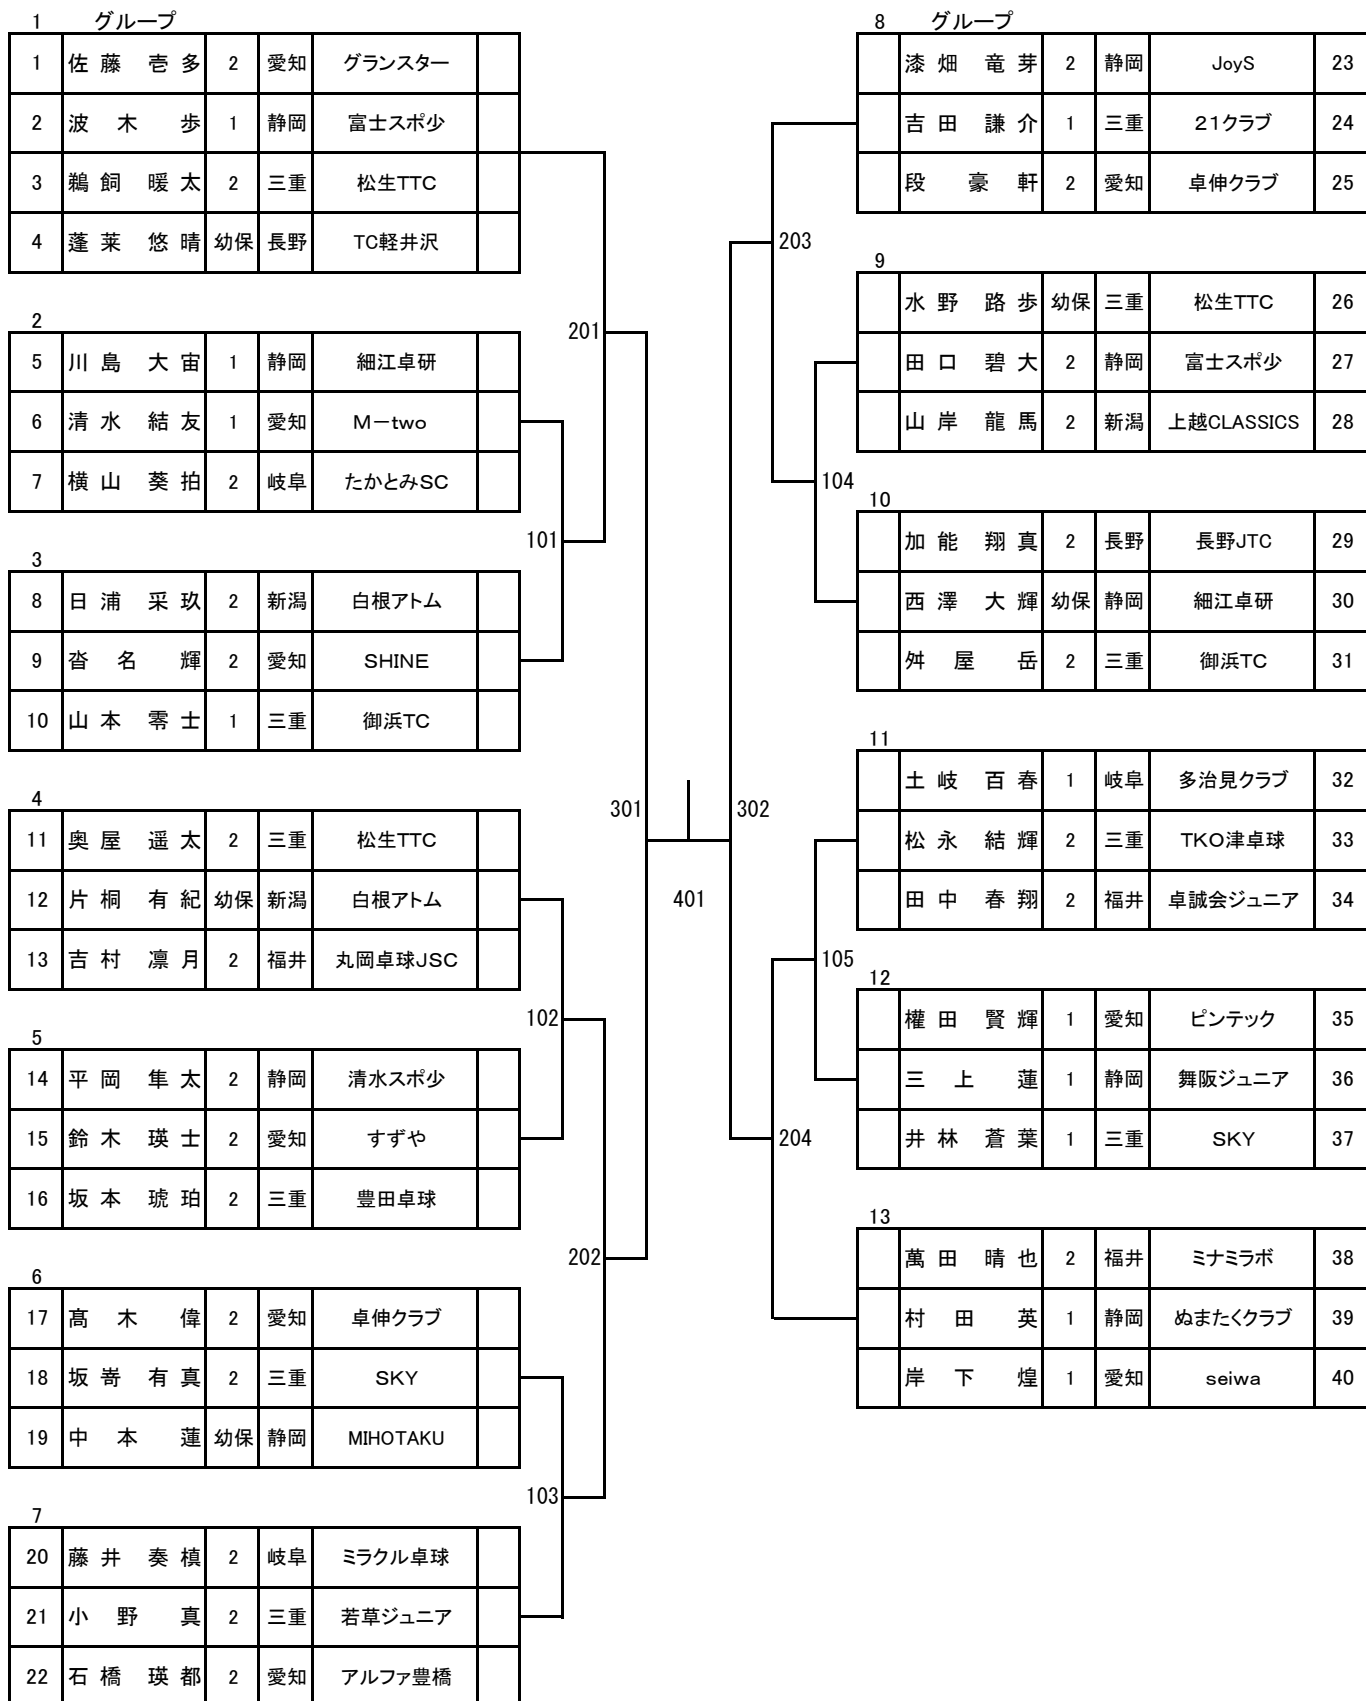 1 グループ
1 佐藤 壱多 2 愛知 グランスター
2 波木 歩 1 静岡 富士スポ少
3 鵜飼 暖太 2 三重 松生TTC
4 蓬莱 悠晴 幼保 長野 TC軽井沢
2
5 川島 大宙 1 静岡 細江卓研
6 清水 結友 1 愛知 M－two
7 横山 葵拍 2 岐阜 たかとみSC
3
8 日浦 采玖 2 新潟 白根アトム
9 沓名 輝 2 愛知 SHINE
10 山本 零士 1 三重 御浜TC
4
11 奥屋 遥太 2 三重 松生TTC
12 片桐 有紀 幼保 新潟 白根アトム
13 吉村 凛月 2 福井 丸岡卓球JSC
5
14 平岡 隼太 2 静岡 清水スポ少
15 鈴木 瑛士 2 愛知 すずや
16 坂本 琥珀 2 三重 豊田卓球
6
17 髙木 偉 2 愛知 卓伸クラブ
18 坂嵜 有真 2 三重 SKY
19 中本 蓮 幼保 静岡 MIHOTAKU
7
20 藤井 奏槙 2 岐阜 ミラクル卓球
21 小野 真 2 三重 若草ジュニア
22 石橋 瑛都 2 愛知 アルファ豊橋
201
101
102
202
103
301
401
302
203
104
105
204
8 グループ
漆畑 竜芽 2 静岡 JoyS 23
吉田 謙介 1 三重 21クラブ 24
段 豪軒 2 愛知 卓伸クラブ 25
9
水野 路歩 幼保 三重 松生TTC 26
田口 碧大 2 静岡 富士スポ少 27
山岸 龍馬 2 新潟 上越CLASSICS 28
10
加能 翔真 2 長野 長野JTC 29
西澤 大輝 幼保 静岡 細江卓研 30
舛屋 岳 2 三重 御浜TC 31
11
土岐 百春 1 岐阜 多治見クラブ 32
松永 結輝 2 三重 TKO津卓球 33
田中 春翔 2 福井 卓誠会ジュニア 34
12
權田 賢輝 1 愛知 ピンテック 35
三上 蓮 1 静岡 舞阪ジュニア 36
井林 蒼葉 1 三重 SKY 37
13
萬田 晴也 2 福井 ミナミラボ 38
村田 英 1 静岡 ぬまたくクラブ 39
岸下 煌 1 愛知 seiwa 40